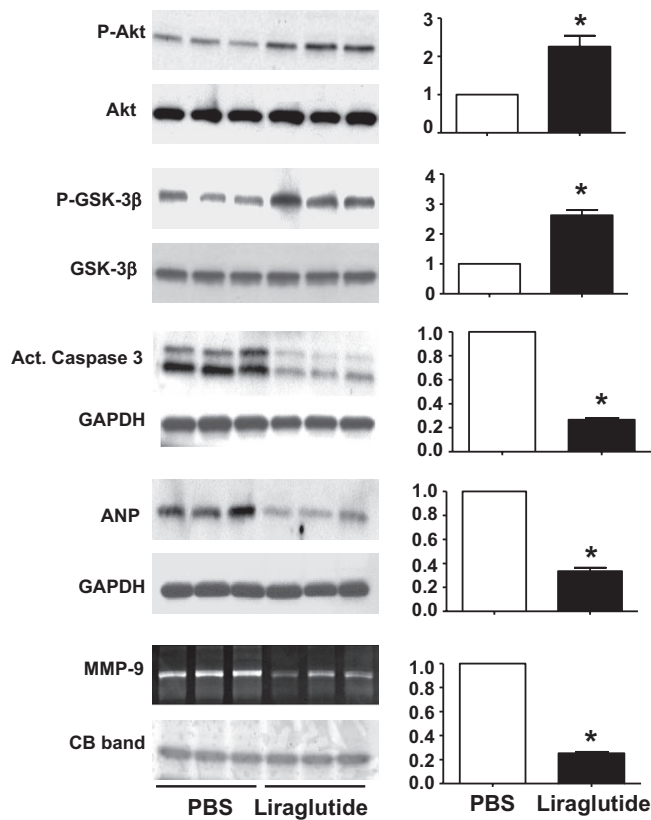 P-Akt
Akt
3
2
1
0
*
P-GSK-3β
GSK-3β
4
3
2
1
0
*
Act. Caspase 3
GAPDH
1.0
0.8
0.6
0.4
0.2
0.0
*
ANP
GAPDH
1.0
0.8
0.6
0.4
0.2
0.0
*
MMP-9
CB band
1.0
0.8
0.6
0.4
0.2
0.0
*
PBS Liraglutide
PBS Liraglutide